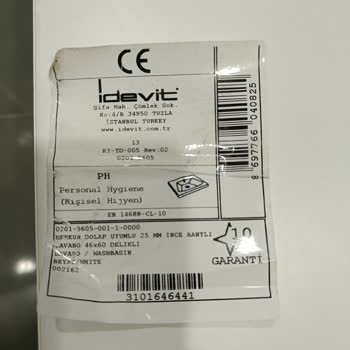 CE
idevit
Şifa Mah. Çömlek Sok.
No:4/B 34950 TUZLA
İSTANBUL TURKEY
www.idevit.com.tr
13
KY-TD-005 Rev:02
0201-5605
PH
Personal Hygiene
(Kişisel Hijyen)
EN 14688-CL-10
0201-5605-001-1-0000
DOLAP UYUMLU 25 MM İNCE BANTLI
LAVABO 46x60 DELIKLI
LAVABO / WASHBASIN
BEYAZ/WHITE
002162
10
GARANTİ
3101646441
8 697766 040825